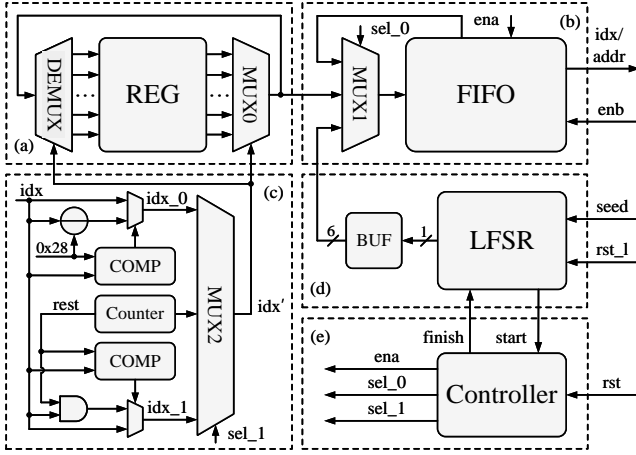 DEMUX
REG
MUX0
(a)
sel_0
ena
(b)
MUX1
FIFO
idx/
addr
enb
idx
(c)
idx_0
0x28
COMP
rest
Counter
MUX2
idx'
COMP
idx_1
sel_1
6
BUF
1
LFSR
seed
rst_l
(d)
finish
start
(e)
ena
sel_0
sel_1
Controller
rst